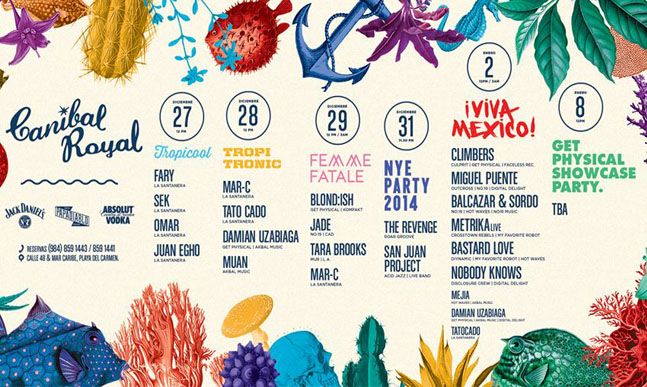 Canibal
Royal
JACK DANIEL'S
PAPADIABLO
ABSOLUT
VODKA
RESERVAS (984) 859 1443 / 859 1441
CALLE 48 & MAR CARIBE, PLAYA DEL CARMEN.
DICIEMBRE
27
12 PM
Tropicool
FARY
LA SANTANERA
SEK
LA SANTANERA
OMAR
LA SANTANERA
JUAN EGHO
LA SANTANERA
DICIEMBRE
28
12 PM
TROPI
TRONIC
MAR-C
LA SANTANERA
TATO CADO
LA SANTANERA
DAMIAN UZABIAGA
GET PHYSICAL | AKBAL MUSIC
MUAN
AKBAL MUSIC
DICIEMBRE
29
12PM / 3AM
FEMME
FATALE
BLOND:ISH
GET PHYSICAL | KOMPAKT
JADE
NO.19 | CAD
TARA BROOKS
MUR | L.A.
MAR-C
LA SANTANERA
DICIEMBRE
31
11:30 PM
NYE
PARTY
2014
THE REVENGE
ROAR GROOVE
SAN JUAN
PROJECT
ACID JAZZ | LIVE BAND
ENERO
2
12PM / 3AM
¡VIVA
MEXICO!
CLIMBERS
CULPRIT | GET PHYSICAL | FACELESS REC.
MIGUEL PUENTE
OUTCROSS | NO.19 | DIGITAL DELIGHT
BALCAZAR & SORDO
NO.19 | HOT WAVES | NOIR MUSIC
METRIKA LIVE
CROSSTOWN REBELS | MY FAVORITE ROBOT
BASTARD LOVE
DIYNAMIC | MY FAVORITE ROBOT | HOT WAVES
NOBODY KNOWS
DISCLOSURE CREW | DIGITAL DELIGHT
MEJIA
HOT WAVES | AKBAL MUSIC
DAMIAN UZABIAGA
GET PHYSICAL | AKBAL MUSIC | DIGITAL DELIGHT
TATOCADO
LA SANTANERA
ENERO
8
12PM / 3AM
GET
PHYSICAL
SHOWCASE
PARTY.
TBA